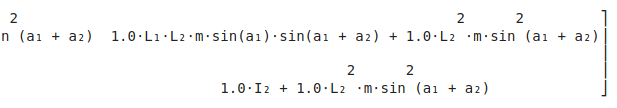 2
n (a₁ + a₂)  1.0⋅L₁⋅L₂⋅m⋅sin(a₁)⋅sin(a₁ + a₂) + 1.0⋅L₂ ⋅m⋅sin (a₁ + a₂)
2 2
2 2
1.0⋅I₂ + 1.0⋅L₂ ⋅m⋅sin (a₁ + a₂)